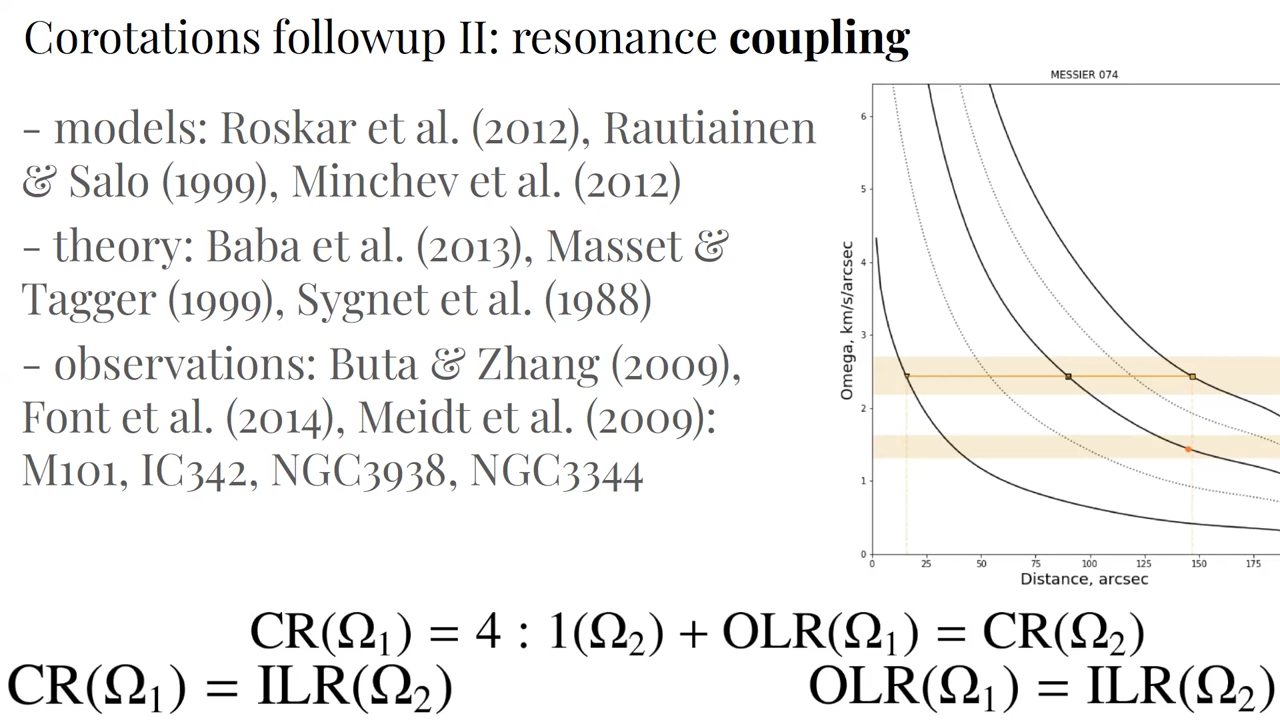 Corotations followup II: resonance coupling
- models: Roskar et al. (2012), Rautiainen
& Salo (1999), Minchev et al. (2012)
- theory: Baba et al. (2013), Masset &
Tagger (1999), Sygnet et al. (1988)
- observations: Buta & Zhang (2009),
Font et al. (2014), Meidt et al. (2009):
M101, IC342, NGC3938, NGC3344
MESSIER 074
Omega, km/s/arcsec
6
5
4
3
2
1
0
0 25 50 75 100 125 150 175
Distance, arcsec
CR(Ω₁) = 4 : 1(Ω₂) + OLR(Ω₁) = CR(Ω₂)
CR(Ω₁) = ILR(Ω₂)
OLR(Ω₁) = ILR(Ω₂)